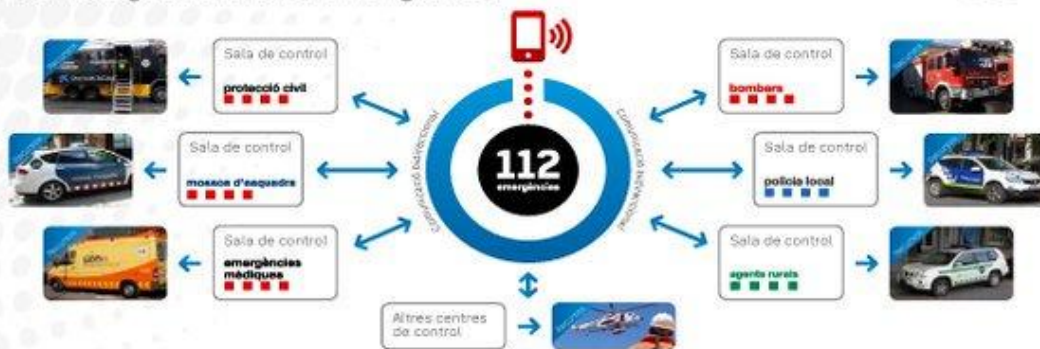 Sala de control
protecció civil
Sala de control
mossos d'esquadra
Sala de control
emergències
mèdiques
comunicació bidireccional
112
emergències
comunicació bidireccional
Sala de control
bombers
Sala de control
policia local
Sala de control
agents rurals
Altres centres
de control